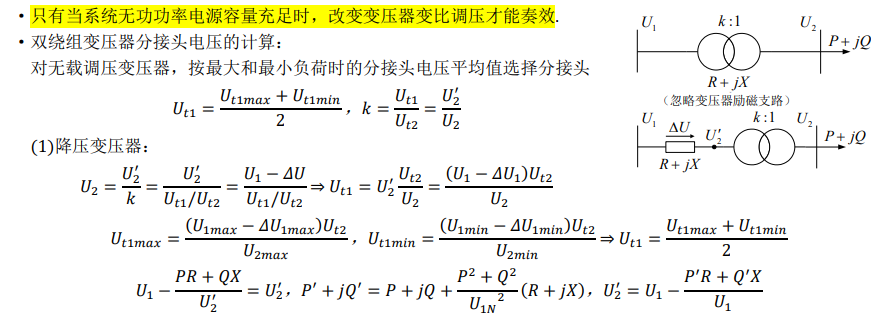 • 只有当系统无功功率电源容量充足时，改变变压器变比调压才能奏效.
• 双绕组变压器分接头电压的计算：
对无载调压变压器，按最大和最小负荷时的分接头电压平均值选择分接头
U_{t1} = \frac{U_{t1max} + U_{t1min}}{2}，k = \frac{U_{t1}}{U_{t2}} = \frac{U_2'}{U_2}
(1)降压变压器：
U_2 = \frac{U_2'}{k} = \frac{U_2'}{U_{t1}/U_{t2}} = \frac{U_1 − ΔU}{U_{t1}/U_{t2}} ⇒ U_{t1} = U_2' \frac{U_{t2}}{U_2} = \frac{(U_1 − ΔU_1)U_{t2}}{U_2}
U_{t1max} = \frac{(U_{1max} − ΔU_{1max})U_{t2}}{U_{2max}}，U_{t1min} = \frac{(U_{1min} − ΔU_{1min})U_{t2}}{U_{2min}} ⇒ U_{t1} = \frac{U_{t1max} + U_{t1min}}{2}
U_1 − \frac{PR + QX}{U_2'} = U_2'，P' + jQ' = P + jQ + \frac{P^2 + Q^2}{{U_{1N}}^2}(R + jX)，U_2' = U_1 − \frac{P'R + Q'X}{U_1}
U_1 k:1 U_2 P + jQ
R + jX
（忽略变压器励磁支路）
U_1 ΔU U_2' k:1 U_2 P + jQ
R + jX